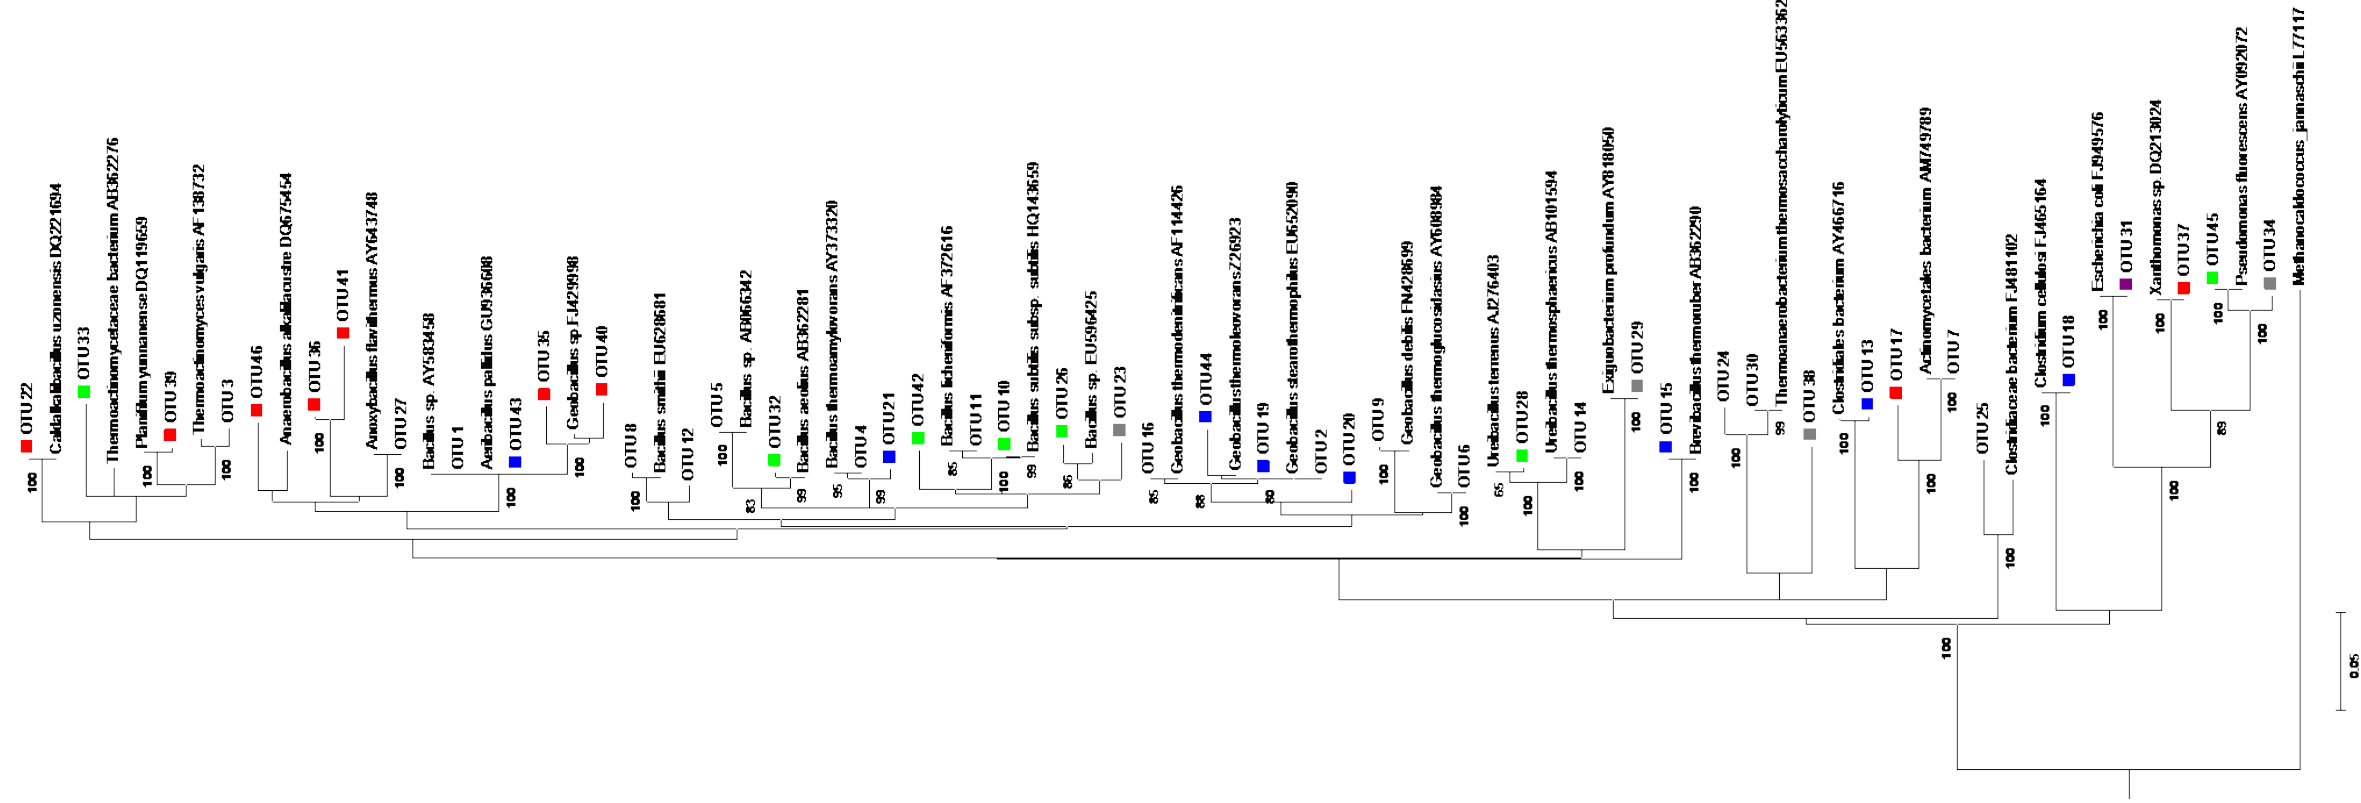 OTU 22
Caldalkalibacillus uzonensis DQ221694
OTU 33
Thermoactinomycetaceae bacterium AB362276
Planifilum yunnanense DQ119659
OTU 39
Thermoactinomyces vulgaris AF138732
OTU 3
OTU 46
Anaerobacillus alkalilacustre DQ675454
OTU 36
OTU 41
Anoxybacillus flavithermus AY643748
OTU 27
Bacillus sp. AY583458
OTU 1
Aeribacillus pallidus GU936608
OTU 43
OTU 35
Geobacillus sp FJ429998
OTU 40
OTU 8
Bacillus smithii EU628681
OTU 12
OTU 5
Bacillus sp. AB066342
OTU 32
Bacillus aeolius AB362281
Bacillus thermoamylovorans AY373320
OTU 4
OTU 21
OTU 42
Bacillus licheniformis AF372616
OTU 11
OTU 10
Bacillus subtilis subsp. subtilis HQ143659
OTU 26
Bacillus sp. EU596425
OTU 23
OTU 16
Geobacillus thermodenitrificans AF114426
OTU 44
Geobacillus thermoleovorans Z26923
OTU 19
Geobacillus stearothermophilus EU652090
OTU 2
OTU 20
OTU 9
Geobacillus debilis FN428699
Geobacillus thermoglucosidasius AY608984
OTU 6
Ureibacillus terrenus AJ276403
OTU 28
Ureibacillus thermosphaericus AB101594
OTU 14
Exiguobacterium profundum AY818050
OTU 29
OTU 15
Brevibacillus thermoruber AB362290
OTU 24
OTU 30
Thermoanaerobacterium thermosaccharolyticum EU563362
OTU 38
Clostridiales bacterium AY466716
OTU 13
OTU 17
Actinomycetales bacterium AM749789
OTU 7
OTU 25
Clostridiaceae bacterium FJ481102
Clostridium cellulosi FJ465164
OTU 18
Escherichia coli FJ949576
OTU 31
Xanthomonas sp. DQ213024
OTU 37
OTU 45
Pseudomonas fluorescens AY092072
OTU 34
Methanocaldococcus_jannaschii L77117
100
100
100
100
100
100
100
100
100
83
99
95
99
85
100
99
86
85
88
80
100
100
65
100
100
100
100
100
99
100
100
100
100
100
100
100
100
100
89
100
100
0.05